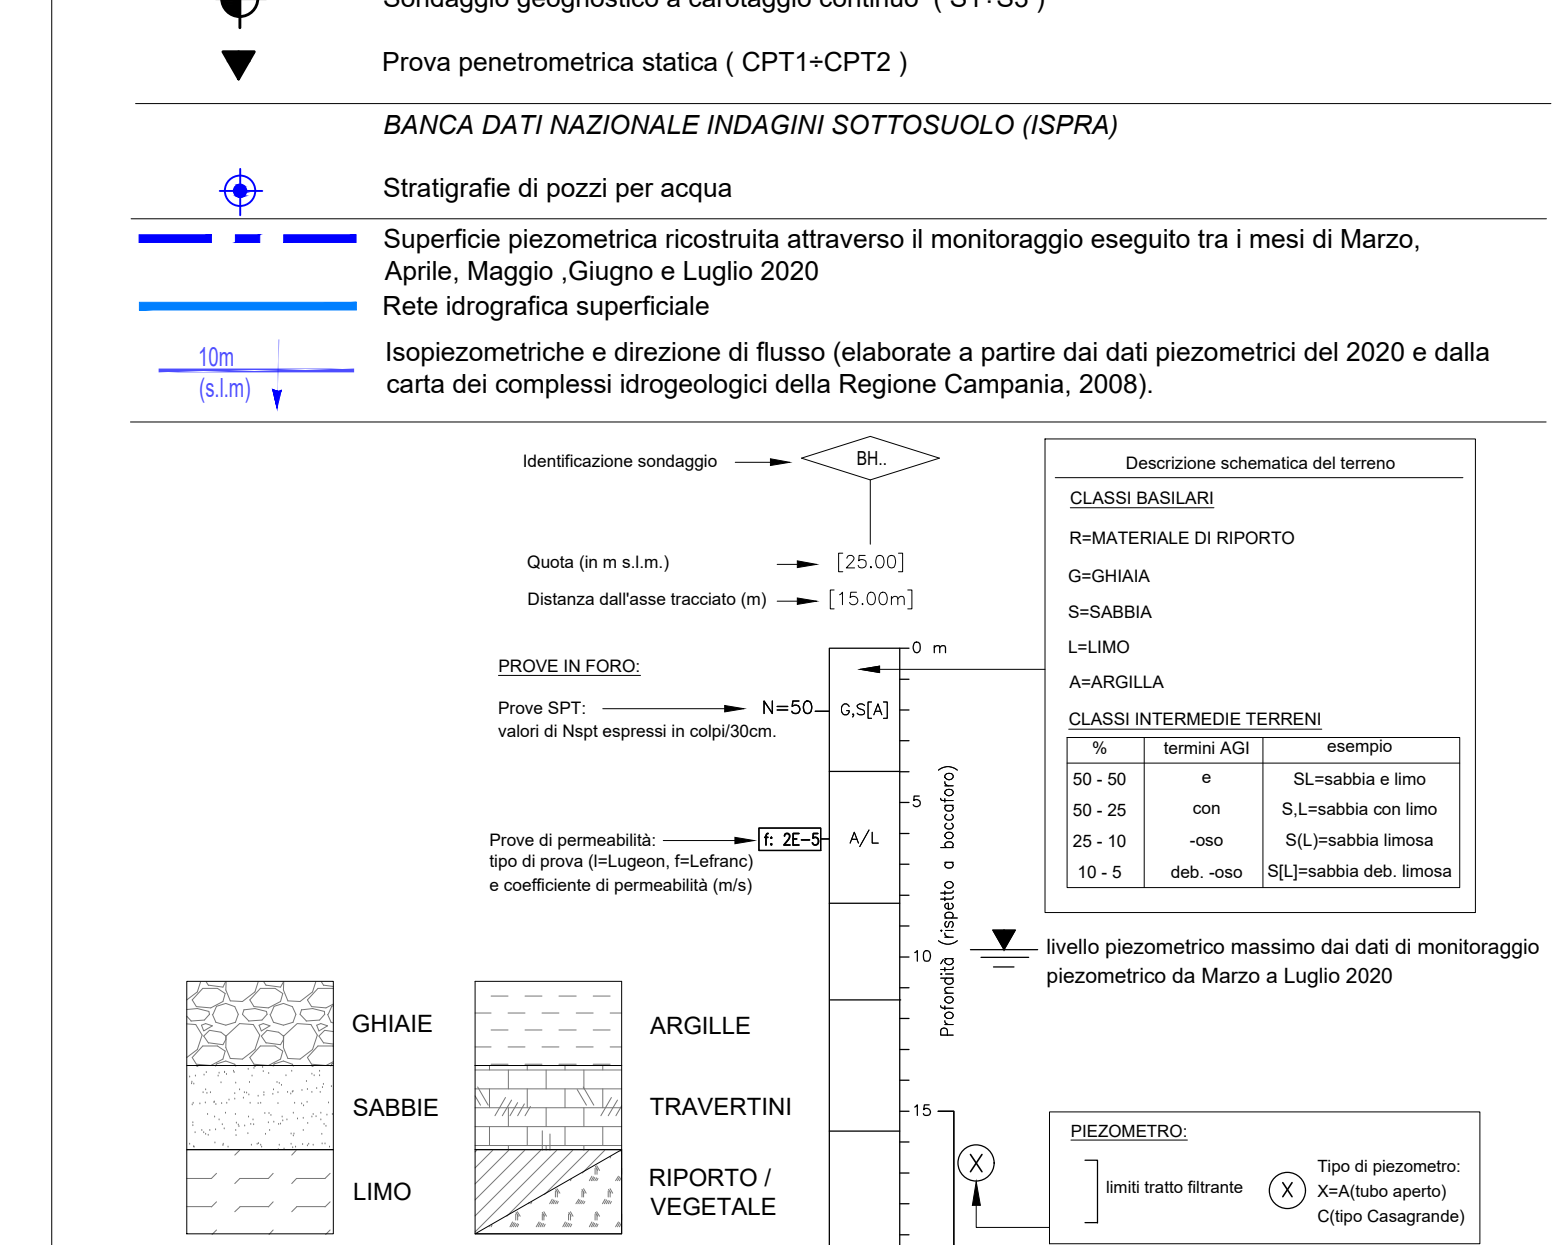 Sondaggio geognostico a carotaggio continuo ( S1÷S3 )
Prova penetrometrica statica ( CPT1÷CPT2 )
BANCA DATI NAZIONALE INDAGINI SOTTOSUOLO (ISPRA)
Stratigrafie di pozzi per acqua
Superficie piezometrica ricostruita attraverso il monitoraggio eseguito tra i mesi di Marzo,
Aprile, Maggio ,Giugno e Luglio 2020
Rete idrografica superficiale
10m
(s.l.m)
Isopiezometriche e direzione di flusso (elaborate a partire dai dati piezometrici del 2020 e dalla
carta dei complessi idrogeologici della Regione Campania, 2008).
Identificazione sondaggio
BH..
Quota (in m s.l.m.)
[25.00]
Distanza dall'asse tracciato (m)
[15.00m]
PROVE IN FORO:
Prove SPT:
valori di Nspt espressi in colpi/30cm.
N=50
G,S[A]
Prove di permeabilità:
tipo di prova (l=Lugeon, f=Lefranc)
e coefficiente di permeabilità (m/s)
f: 2E-5
A/L
0 m
5
10
15
Profondità (rispetto a boccaforo)
Descrizione schematica del terreno
CLASSI BASILARI
R=MATERIALE DI RIPORTO
G=GHIAIA
S=SABBIA
L=LIMO
A=ARGILLA
CLASSI INTERMEDIE TERRENI
% termini AGI esempio
50 - 50 e SL=sabbia e limo
50 - 25 con S,L=sabbia con limo
25 - 10 -oso S(L)=sabbia limosa
10 - 5 deb. -oso S[L]=sabbia deb. limosa
livello piezometrico massimo dai dati di monitoraggio
piezometrico da Marzo a Luglio 2020
GHIAIE
SABBIE
LIMO
ARGILLE
TRAVERTINI
RIPORTO /
VEGETALE
X
PIEZOMETRO:
limiti tratto filtrante
X
Tipo di piezometro:
X=A(tubo aperto)
C(tipo Casagrande)